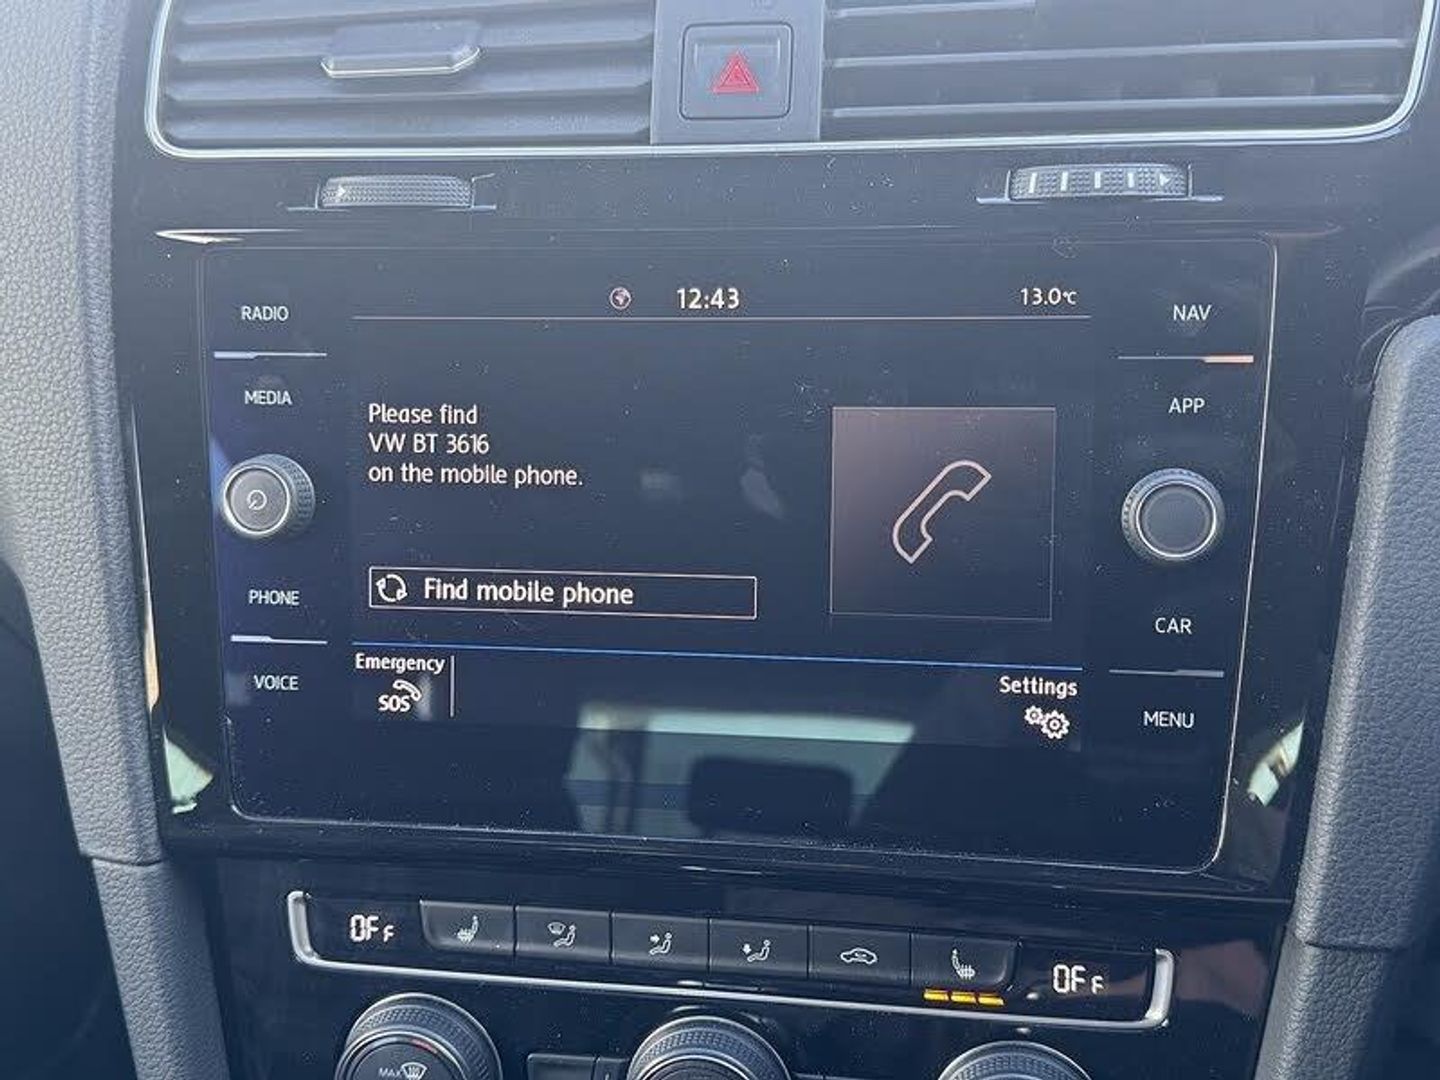 12:43
13.0°C
RADIO
NAV
MEDIA
APP
Please find
VW BT 3616
on the mobile phone.
Find mobile phone
PHONE
CAR
VOICE
Emergency
SOS
Settings
MENU
OFF
OFF
MAX